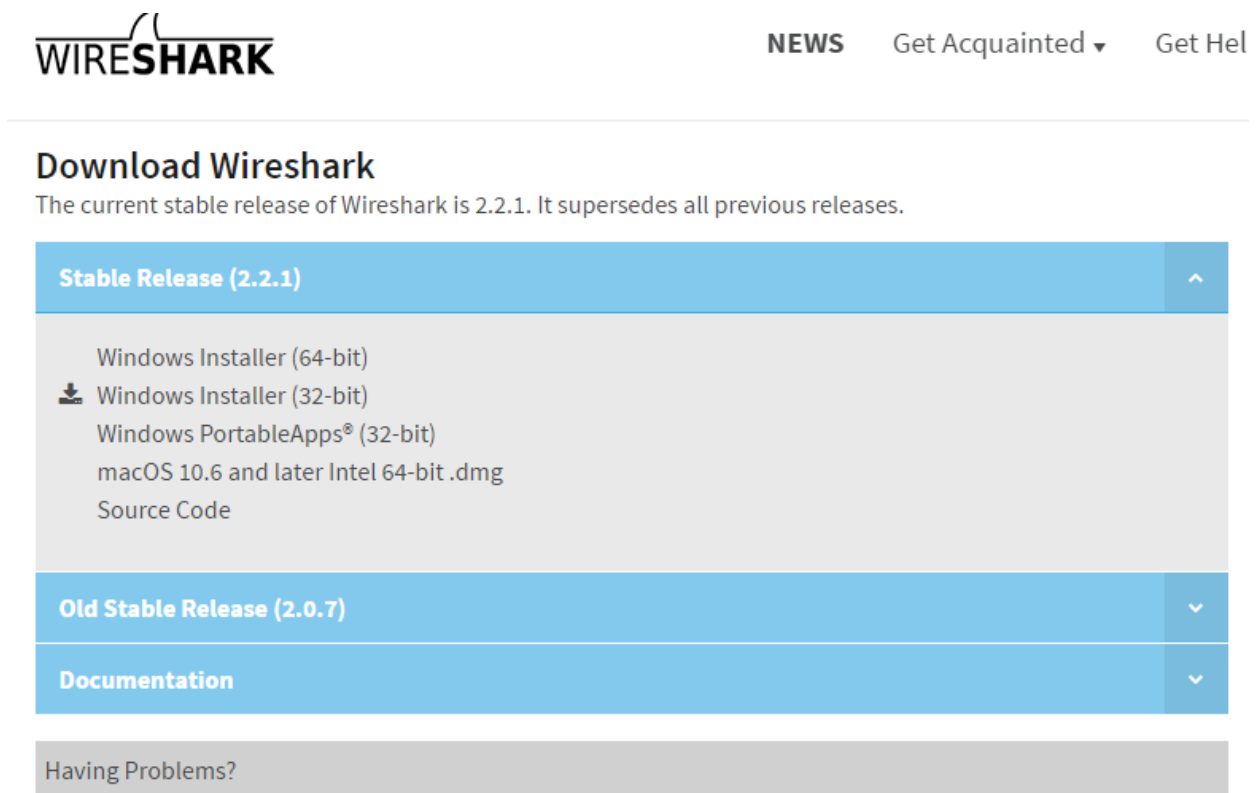 WIRESHARK
NEWS Get Acquainted Get Hel
Download Wireshark
The current stable release of Wireshark is 2.2.1. It supersedes all previous releases.
Stable Release (2.2.1)
Windows Installer (64-bit)
Windows Installer (32-bit)
Windows PortableApps® (32-bit)
macOS 10.6 and later Intel 64-bit .dmg
Source Code
Old Stable Release (2.0.7)
Documentation
Having Problems?